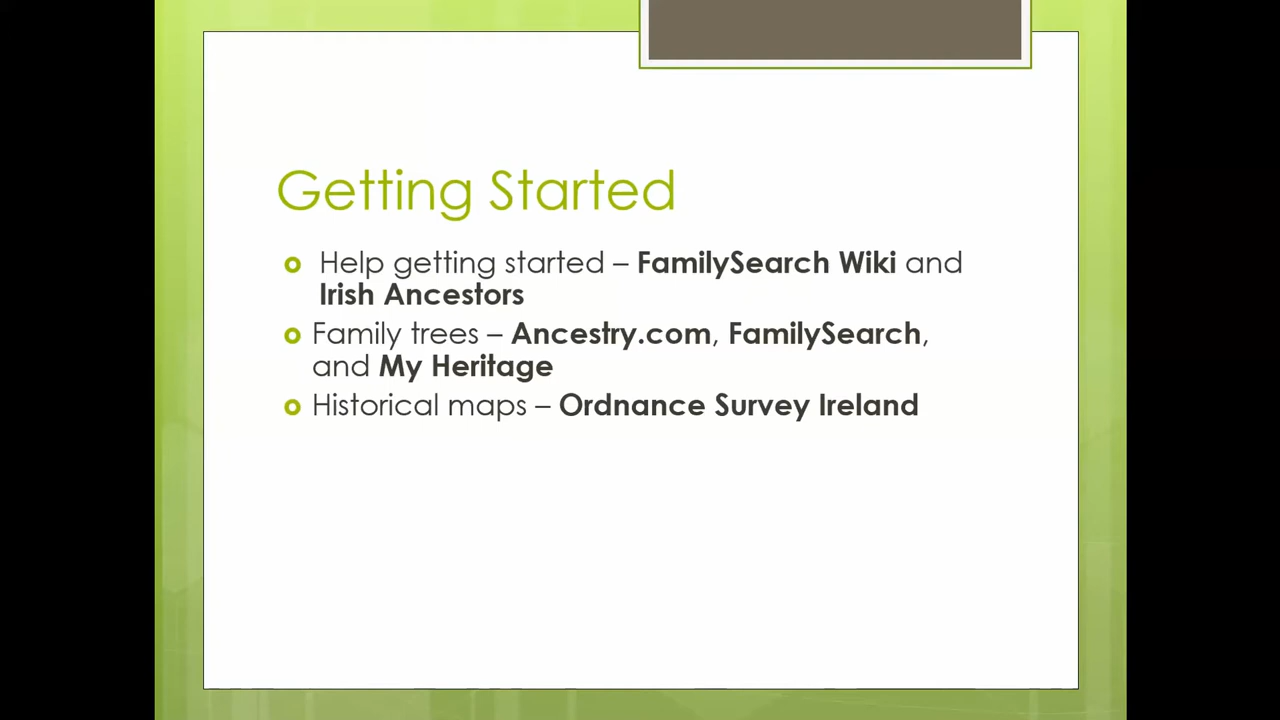 Getting Started
Help getting started – FamilySearch Wiki and
Irish Ancestors
Family trees – Ancestry.com, FamilySearch,
and My Heritage
Historical maps – Ordnance Survey Ireland